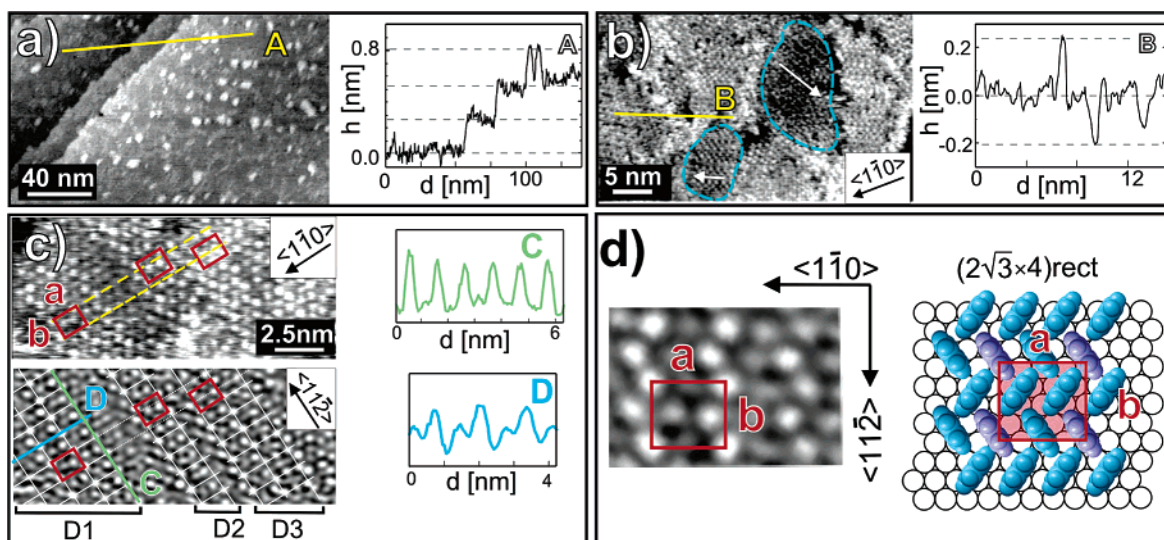 a)
A
40 nm
A
h [nm]
0.8
0.0
0
100
d [nm]
b)
B
5 nm
<11̄0>
B
h [nm]
0.2
0.0
-0.2
0
12
d [nm]
c)
<11̄0>
a
b
2.5nm
C
0
6
d [nm]
D
<112̄>
C
D1
D2
D3
D
0
4
d [nm]
d)
<11̄0>
<112̄>
a
b
(2√3×4)rect
a
b